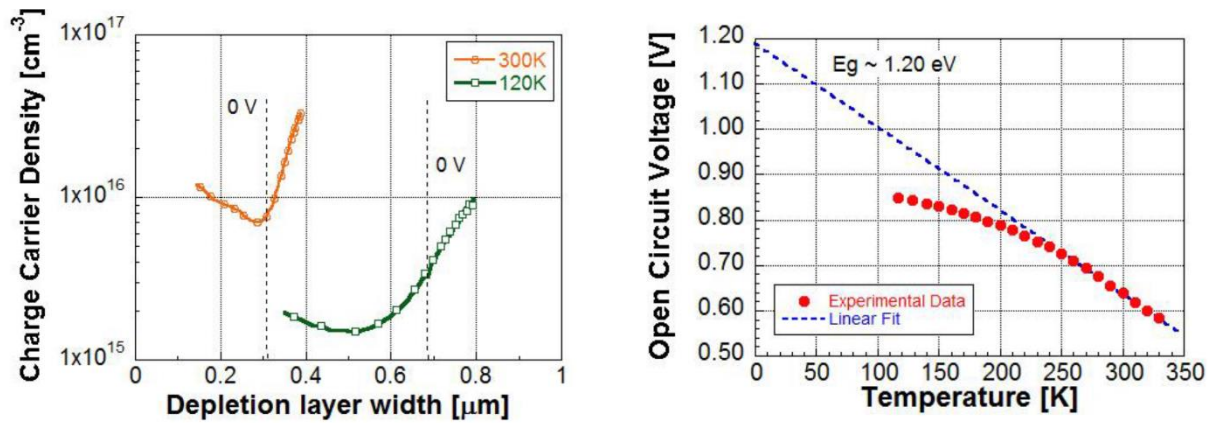 Charge Carrier Density [cm-3]
1x10^17
1x10^16
1x10^15
300K
120K
0 V
0 V
0
0.2
0.4
0.6
0.8
1
Depletion layer width [μm]
Open Circuit Voltage [V]
1.20
1.10
1.00
0.90
0.80
0.70
0.60
0.50
Eg ~ 1.20 eV
Experimental Data
Linear Fit
0
50
100
150
200
250
300
350
Temperature [K]